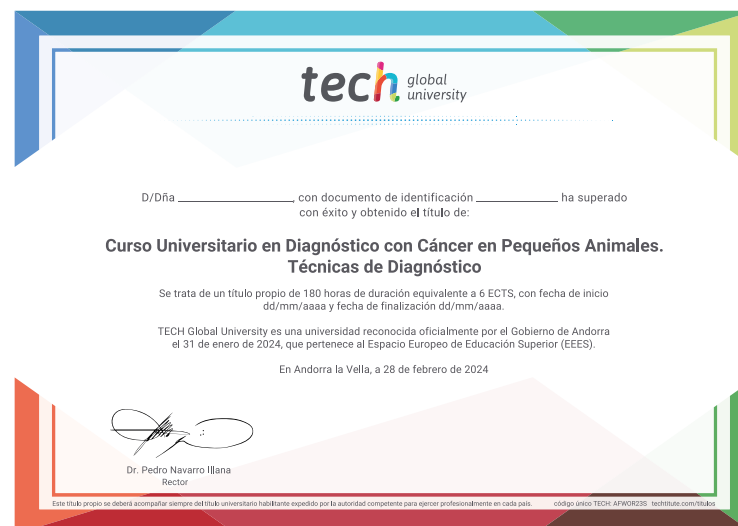 tech global university
D/Dña ____________________, con documento de identificación ______________ ha superado
con éxito y obtenido el título de:
Curso Universitario en Diagnóstico con Cáncer en Pequeños Animales.
Técnicas de Diagnóstico
Se trata de un título propio de 180 horas de duración equivalente a 6 ECTS, con fecha de inicio
dd/mm/aaaa y fecha de finalización dd/mm/aaaa.
TECH Global University es una universidad reconocida oficialmente por el Gobierno de Andorra
el 31 de enero de 2024, que pertenece al Espacio Europeo de Educación Superior (EEES).
En Andorra la Vella, a 28 de febrero de 2024
Dr. Pedro Navarro Illana
Rector
Este título propio se deberá acompañar siempre del título universitario habilitante expedido por la autoridad competente para ejercer profesionalmente en cada país. código único TECH: AFWOR23S techtitute.com/titulos